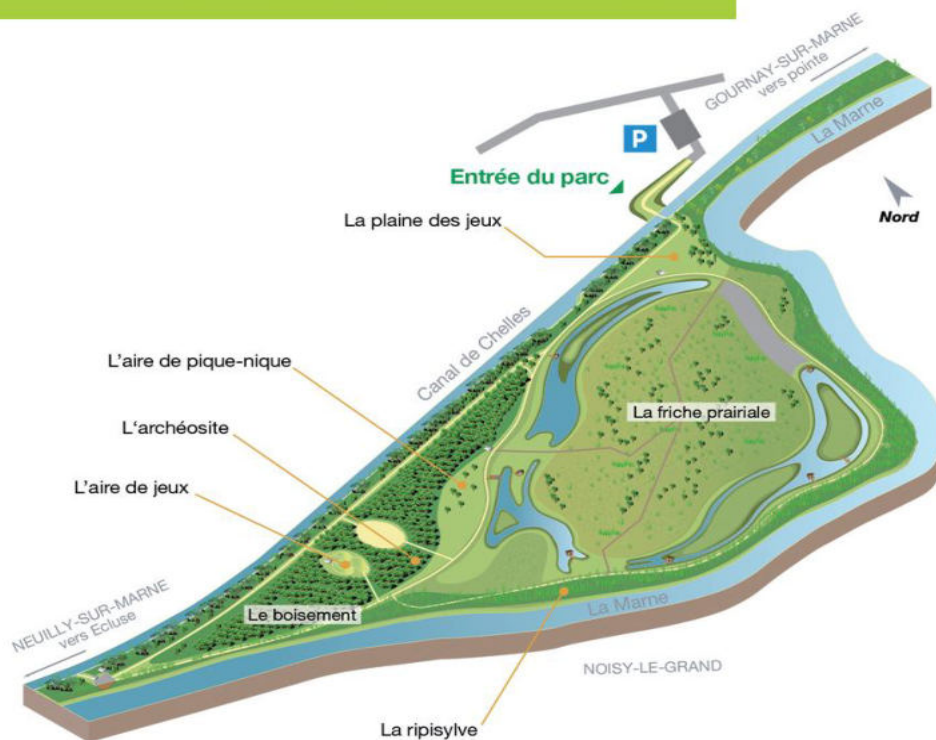 GOURNAY-SUR-MARNE
vers pointe
La Marne
P
Entrée du parc
Nord
La plaine des jeux
Canal de Chelles
L'aire de pique-nique
La friche prairiale
L'archéosite
L'aire de jeux
Le boisement
La Marne
NEUILLY-SUR-MARNE
vers Ecluse
NOISY-LE-GRAND
La ripisylve